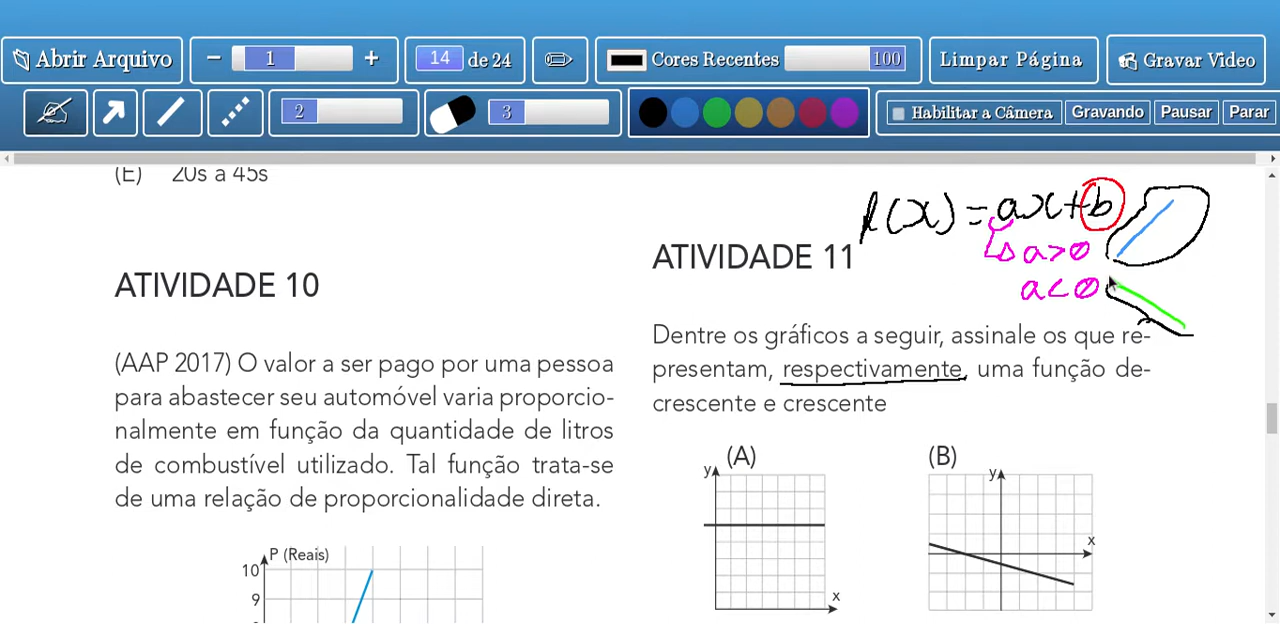 Abrir Arquivo
− 1 +
14 de 24
Cores Recentes 100
Limpar Página
Gravar Video
2
3
Habilitar a Câmera
Gravando
Pausar
Parar
(E) 20s a 45s
ATIVIDADE 10
(AAP 2017) O valor a ser pago por uma pessoa
para abastecer seu automóvel varia proporcio-
nalmente em função da quantidade de litros
de combustível utilizado. Tal função trata-se
de uma relação de proporcionalidade direta.
P (Reais)
10
9
f(x) = ax+b
a>0
a<0
ATIVIDADE 11
Dentre os gráficos a seguir, assinale os que re-
presentam, respectivamente, uma função de-
crescente e crescente
(A)
y
x
(B)
y
x